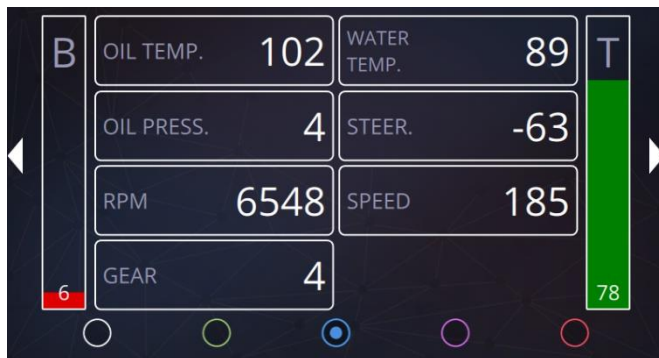 B
OIL TEMP. 102
WATER
TEMP. 89
T
OIL PRESS. 4
STEER. -63
RPM 6548
SPEED 185
GEAR 4
6
78